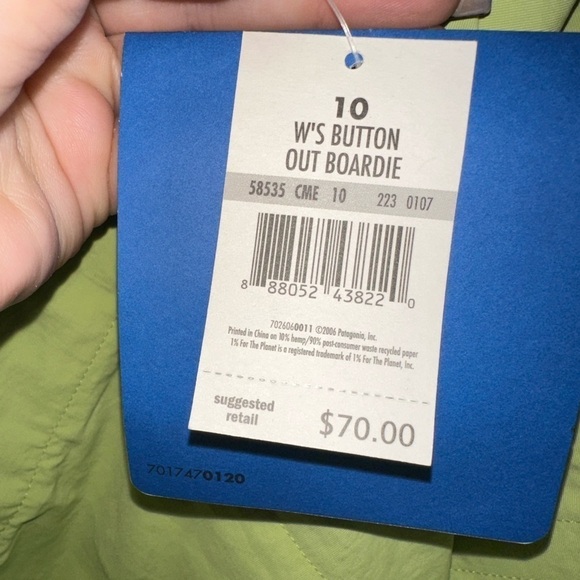 10
W'S BUTTON
OUT BOARDIE
58535 CME 10 223 0107
8 88052 43822 0
7026060011 ©2006 Patagonia, Inc.
Printed in China on 10% hemp/90% post-consumer waste recycled paper
1% For The Planet is a registered trademark of 1% For The Planet, Inc.
suggested
retail
$70.00
7017470120